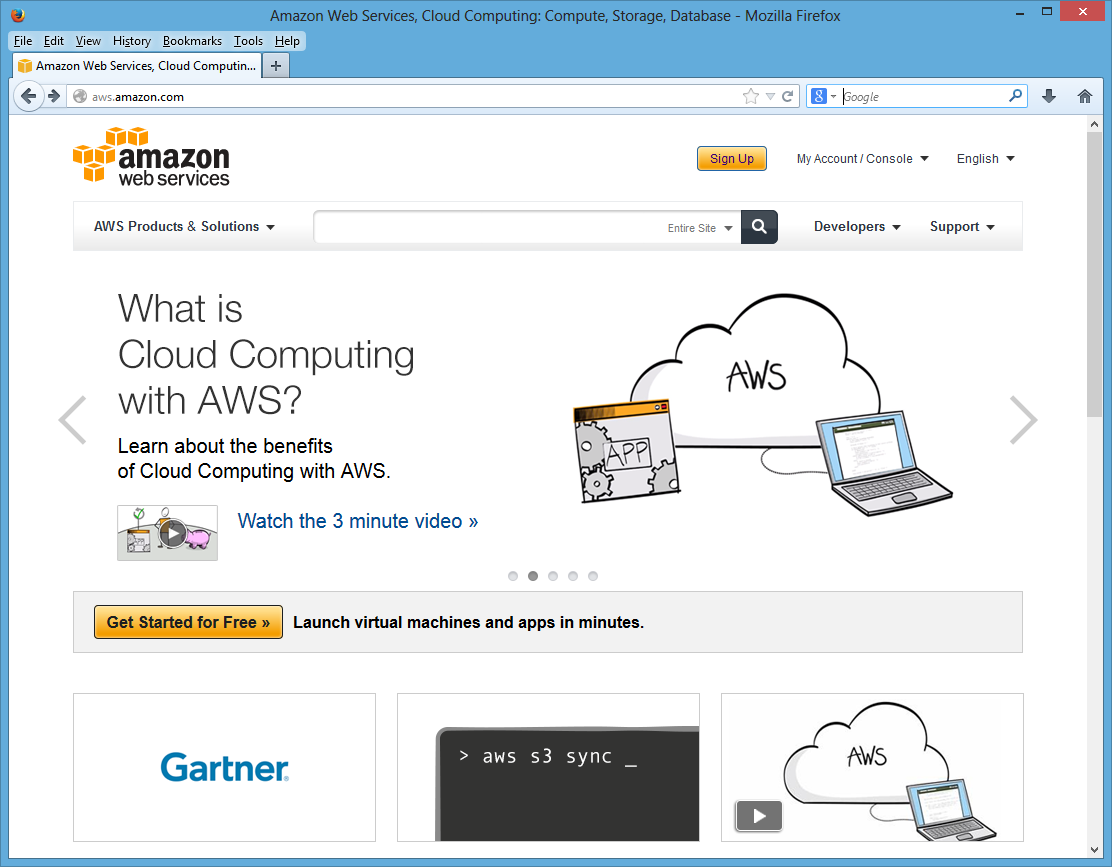 Amazon Web Services, Cloud Computing: Compute, Storage, Database - Mozilla Firefox
File Edit View History Bookmarks Tools Help
Amazon Web Services, Cloud Computin...
aws.amazon.com
Google
amazon
web services
Sign Up
My Account / Console
English
AWS Products & Solutions
Entire Site
Developers
Support
What is
Cloud Computing
with AWS?
Learn about the benefits
of Cloud Computing with AWS.
Watch the 3 minute video »
AWS
APP
Get Started for Free »
Launch virtual machines and apps in minutes.
Gartner
> aws s3 sync _
AWS